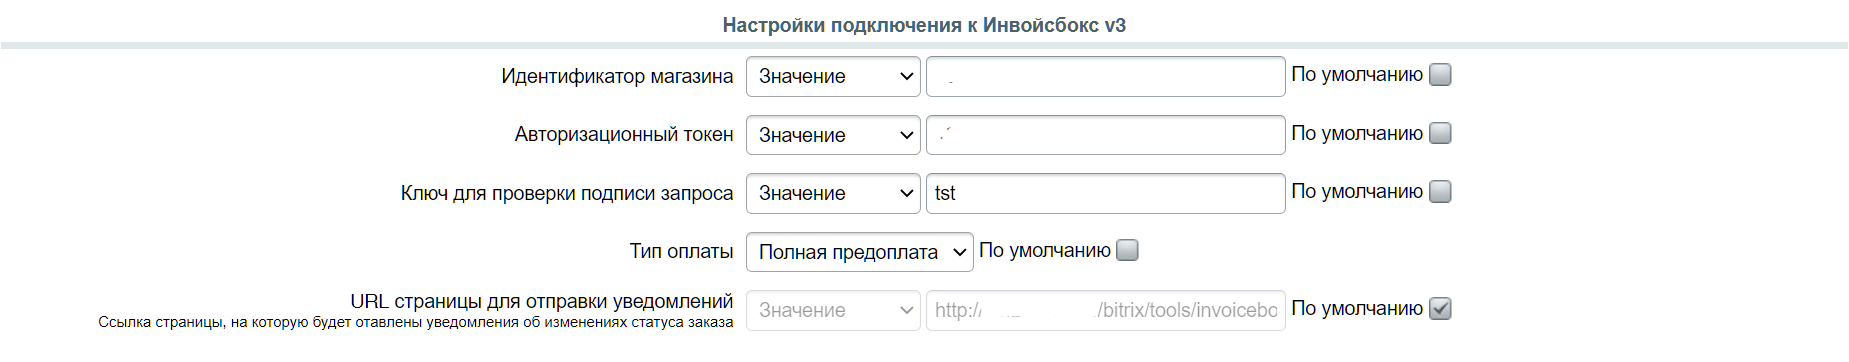 Настройки подключения к Инвойсбокс v3
Идентификатор магазина Значение По умолчанию
Авторизационный токен Значение По умолчанию
Ключ для проверки подписи запроса Значение tst По умолчанию
Тип оплаты Полная предоплата По умолчанию
URL страницы для отправки уведомлений Значение http:/ /bitrix/tools/invoicebo По умолчанию
Ссылка страницы, на которую будет отавлены уведомления об изменениях статуса заказа